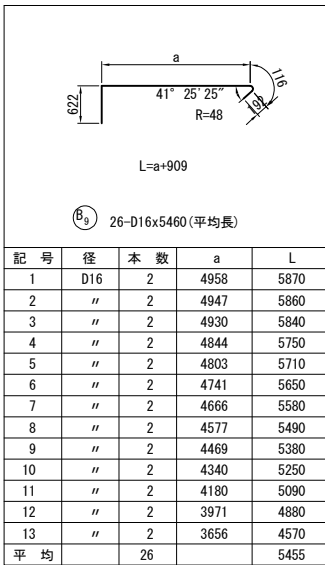 a
622
41° 25' 25"
R=48
116
192
L=a+909
B9 26-D16x5460(平均長)
記 号 径 本 数 a L
1 D16 2 4958 5870
2 〃 2 4947 5860
3 〃 2 4930 5840
4 〃 2 4844 5750
5 〃 2 4803 5710
6 〃 2 4741 5650
7 〃 2 4666 5580
8 〃 2 4577 5490
9 〃 2 4469 5380
10 〃 2 4340 5250
11 〃 2 4180 5090
12 〃 2 3971 4880
13 〃 2 3656 4570
平 均 26 5455